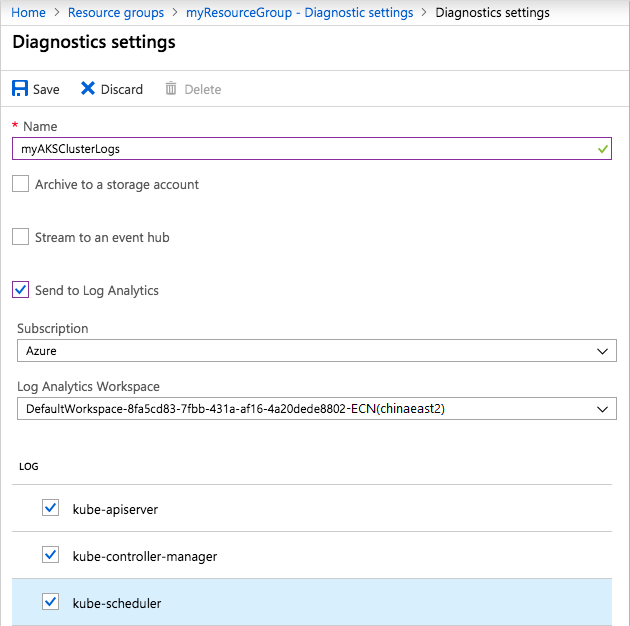 Home > Resource groups > myResourceGroup - Diagnostic settings > Diagnostics settings
Diagnostics settings
Save Discard Delete
* Name
myAKSClusterLogs
Archive to a storage account
Stream to an event hub
Send to Log Analytics
Subscription
Azure
Log Analytics Workspace
DefaultWorkspace-8fa5cd83-7fbb-431a-af16-4a20dede8802-ECN(chinaeast2)
LOG
kube-apiserver
kube-controller-manager
kube-scheduler